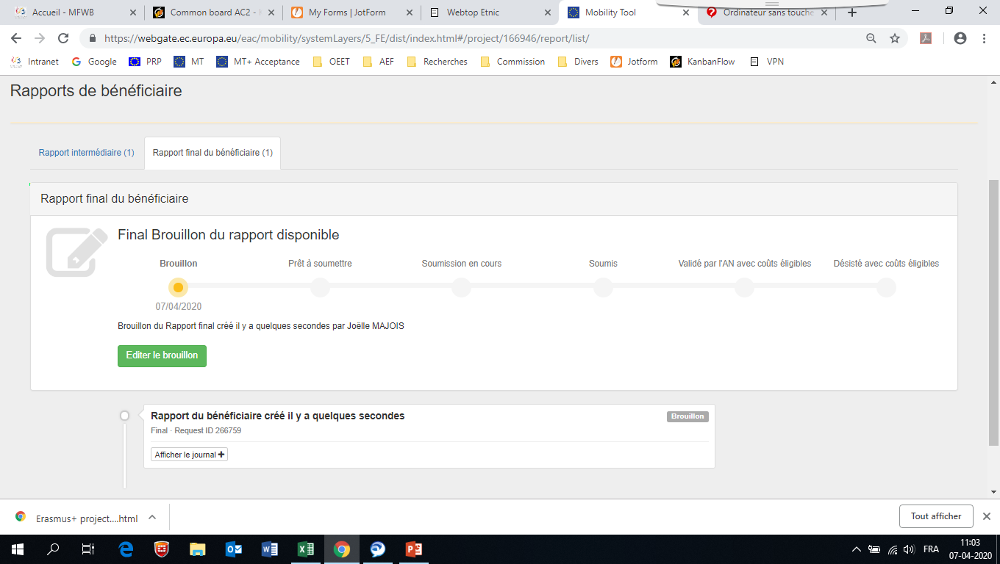 Accueil - MFWB
Common board AC2 -
My Forms | JotForm
Webtop Etnic
Mobility Tool
Ordinateur sans touche
https://webgate.ec.europa.eu/eac/mobility/systemLayers/5_FE/dist/index.html#/project/166946/report/list/
Intranet
Google
PRP
MT
MT+ Acceptance
OEET
AEF
Recherches
Commission
Divers
Jotform
KanbanFlow
VPN
Rapports de bénéficiaire
Rapport intermédiaire (1)
Rapport final du bénéficiaire (1)
Rapport final du bénéficiaire
Final Brouillon du rapport disponible
Brouillon
Prêt à soumettre
Soumission en cours
Soumis
Validé par l'AN avec coûts éligibles
Désisté avec coûts éligibles
07/04/2020
Brouillon du Rapport final créé il y a quelques secondes par Joëlle MAJOIS
Editer le brouillon
Rapport du bénéficiaire créé il y a quelques secondes
Brouillon
Final · Request ID 266759
Afficher le journal
Erasmus+ project....html
Tout afficher
FRA
11:03
07-04-2020